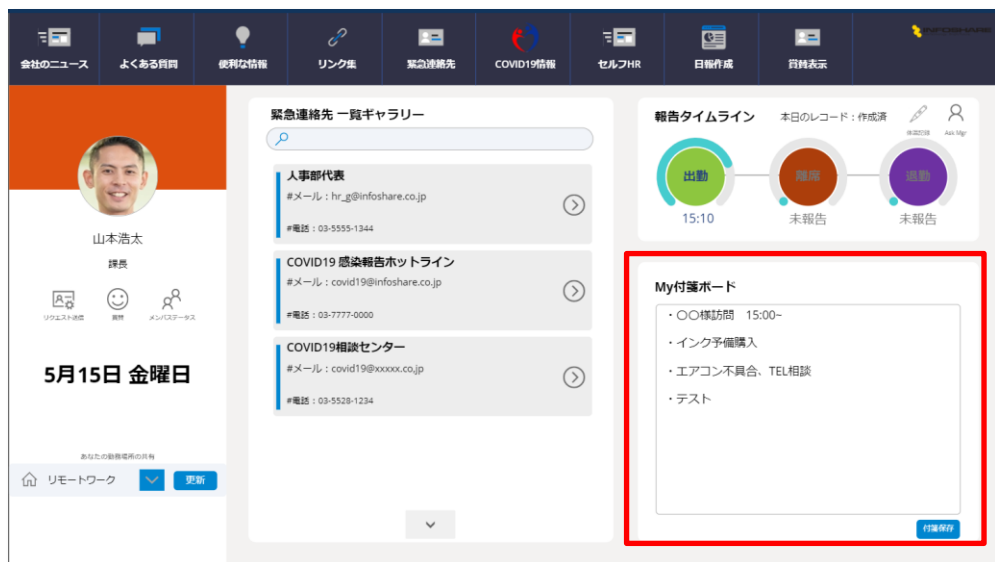 会社のニュース
よくある質問
便利な情報
リンク集
緊急連絡先
COVID19情報
セルフHR
日報作成
賞賛表示
INFOSHARE
山本浩太
課長
リクエスト送信
質問
メンバステータス
5月15日 金曜日
あなたの勤務場所の共有
リモートワーク
更新
緊急連絡先 一覧ギャラリー
人事部代表
#メール：hr_g@infoshare.co.jp
#電話：03-5555-1344
COVID19 感染報告ホットライン
#メール：covid19@infoshare.co.jp
#電話：03-7777-0000
COVID19相談センター
#メール：covid19@xxxxx.co.jp
#電話：03-5528-1234
報告タイムライン
本日のレコード：作成済
Ask Mgr
出勤
離席
退勤
15:10
未報告
未報告
My付箋ボード
・〇〇様訪問 15:00~
・インク予備購入
・エアコン不具合、TEL相談
・テスト
付箋保存